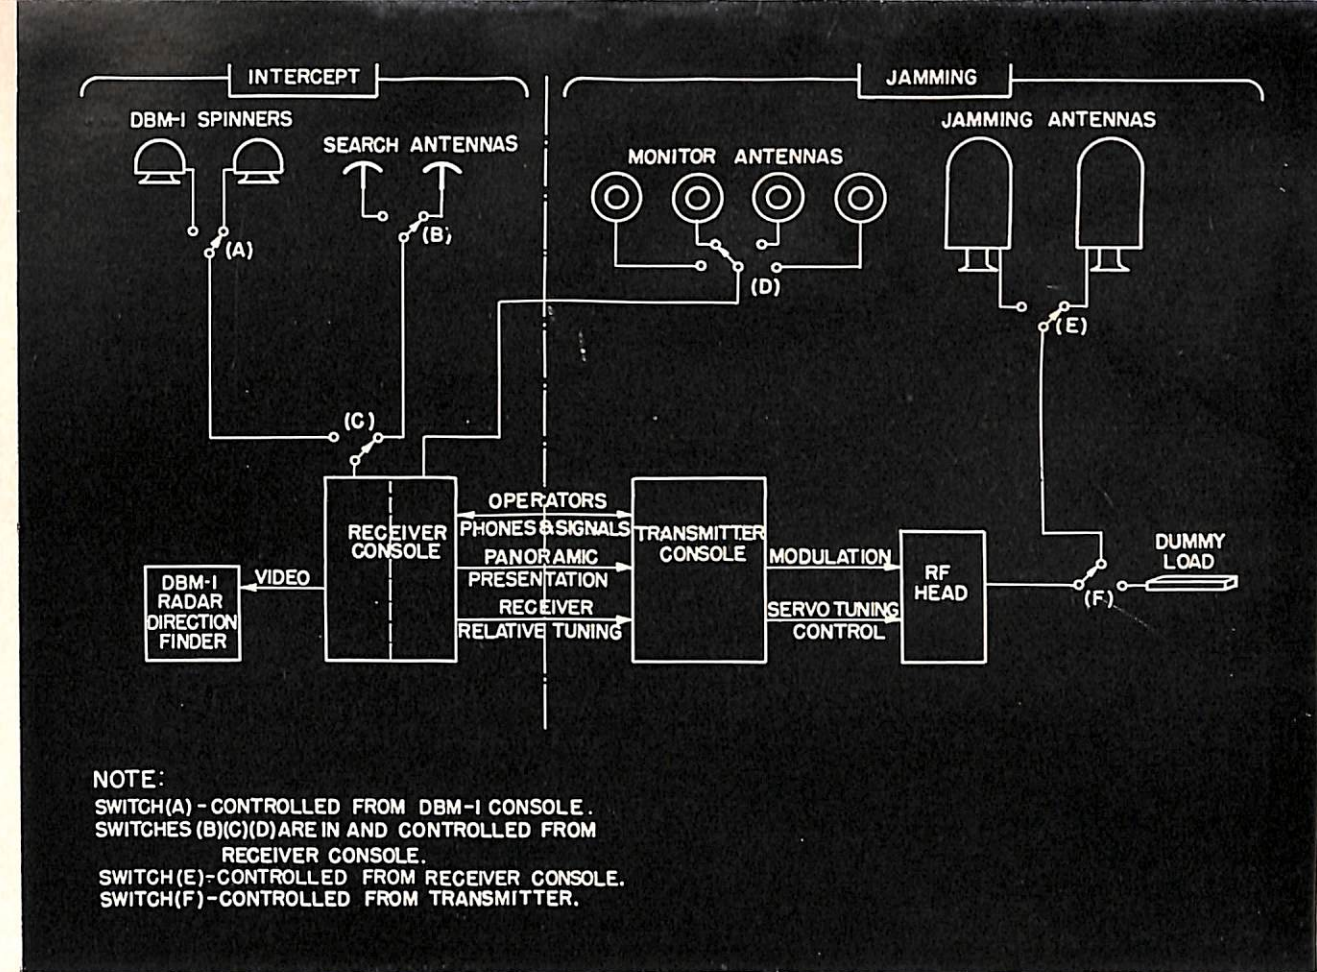 INTERCEPT
JAMMING
DBM-1 SPINNERS
SEARCH ANTENNAS
MONITOR ANTENNAS
JAMMING ANTENNAS
(A)
(B)
(D)
(E)
(C)
RECEIVER
CONSOLE
OPERATORS
PHONES & SIGNALS
PANORAMIC
PRESENTATION
RECEIVER
RELATIVE TUNING
TRANSMITTER
CONSOLE
MODULATION
SERVO TUNING
CONTROL
RF
HEAD
(F)
DUMMY
LOAD
VIDEO
DBM-1
RADAR
DIRECTION
FINDER
NOTE:
SWITCH(A)-CONTROLLED FROM DBM-1 CONSOLE.
SWITCHES (B)(C)(D) ARE IN AND CONTROLLED FROM
RECEIVER CONSOLE.
SWITCH(E)-CONTROLLED FROM RECEIVER CONSOLE.
SWITCH(F)-CONTROLLED FROM TRANSMITTER.